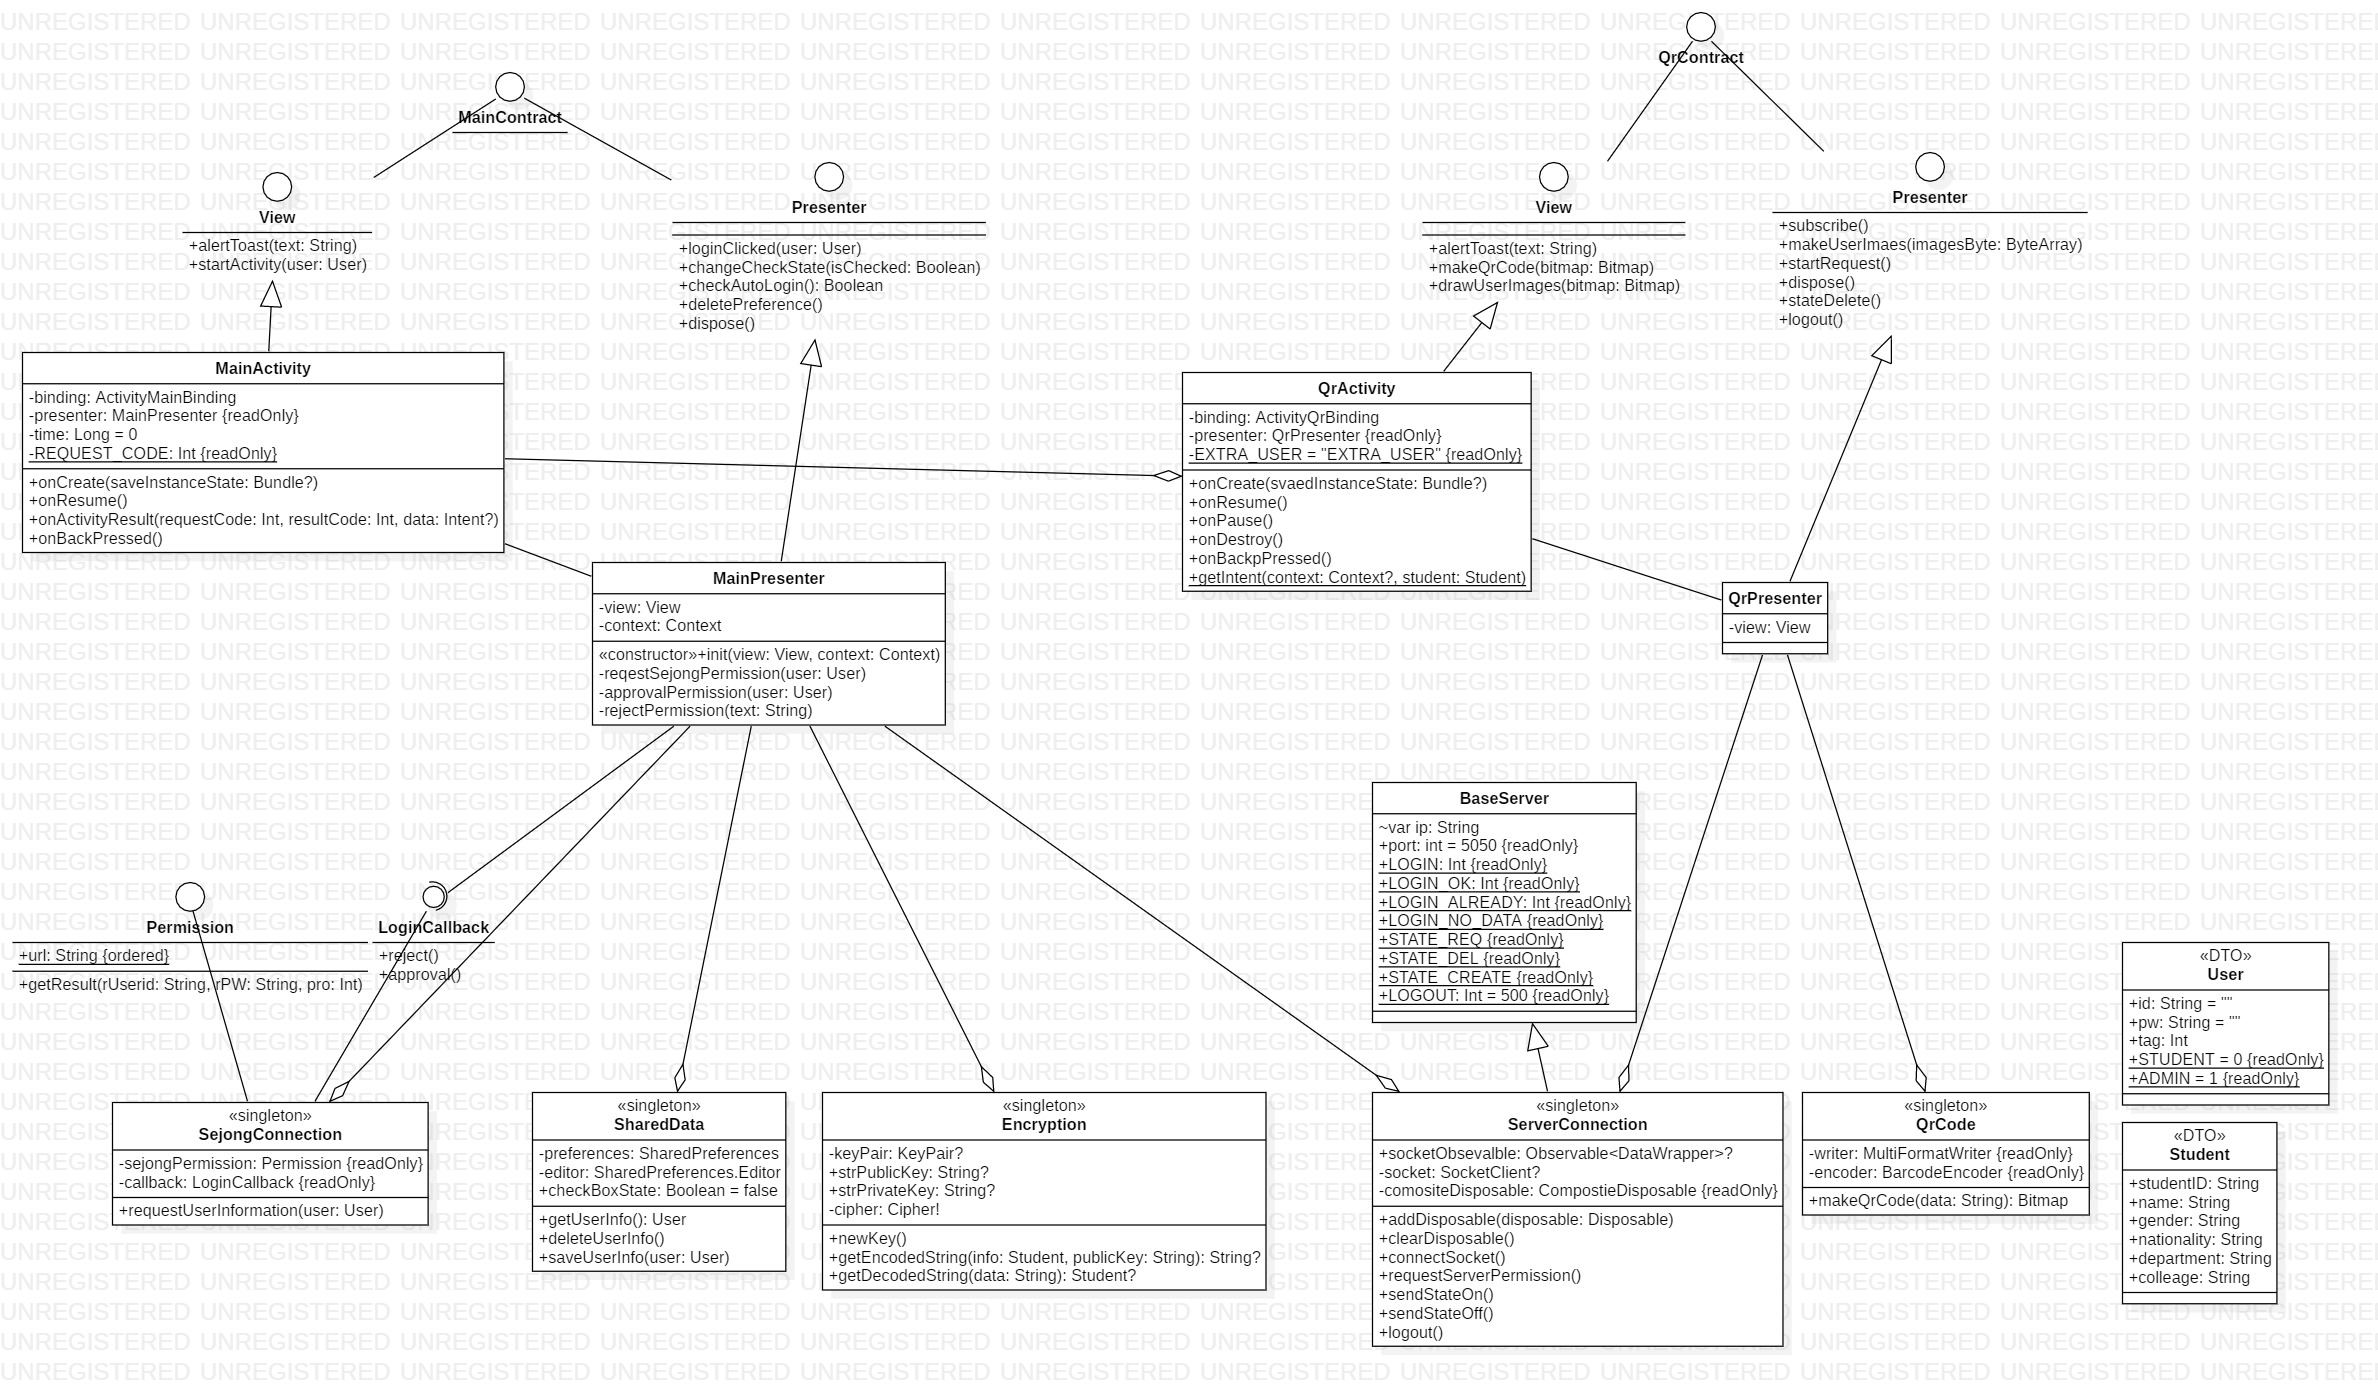 MainContract
View
+alertToast(text: String)
+startActivity(user: User)
Presenter
+loginClicked(user: User)
+changeCheckState(isChecked: Boolean)
+checkAutoLogin(): Boolean
+deletePreference()
+dispose()
QrContract
View
+alertToast(text: String)
+makeQrCode(bitmap: Bitmap)
+drawUserImages(bitmap: Bitmap)
Presenter
+subscribe()
+makeUserImaes(imagesByte: ByteArray)
+startRequest()
+dispose()
+stateDelete()
+logout()
MainActivity
-binding: ActivityMainBinding
-presenter: MainPresenter {readOnly}
-time: Long = 0
-REQUEST_CODE: Int {readOnly}
+onCreate(saveInstanceState: Bundle?)
+onResume()
+onActivityResult(requestCode: Int, resultCode: Int, data: Intent?)
+onBackPressed()
QrActivity
-binding: ActivityQrBinding
-presenter: QrPresenter {readOnly}
-EXTRA_USER = "EXTRA_USER" {readOnly}
+onCreate(svaedInstanceState: Bundle?)
+onResume()
+onPause()
+onDestroy()
+onBackpPressed()
+getIntent(context: Context?, student: Student)
MainPresenter
-view: View
-context: Context
«constructor»+init(view: View, context: Context)
-reqestSejongPermission(user: User)
-approvalPermission(user: User)
-rejectPermission(text: String)
QrPresenter
-view: View
BaseServer
~var ip: String
+port: int = 5050 {readOnly}
+LOGIN: Int {readOnly}
+LOGIN_OK: Int {readOnly}
+LOGIN_ALREADY: Int {readOnly}
+LOGIN_NO_DATA {readOnly}
+STATE_REQ {readOnly}
+STATE_DEL {readOnly}
+STATE_CREATE {readOnly}
+LOGOUT: Int = 500 {readOnly}
Permission
+url: String {ordered}
+getResult(rUserid: String, rPW: String, pro: Int)
LoginCallback
+reject()
+approval()
«singleton»
SejongConnection
-sejongPermission: Permission {readOnly}
-callback: LoginCallback {readOnly}
+requestUserInformation(user: User)
«singleton»
SharedData
-preferences: SharedPreferences
-editor: SharedPreferences.Editor
+checkBoxState: Boolean = false
+getUserInfo(): User
+deleteUserInfo()
+saveUserInfo(user: User)
«singleton»
Encryption
-keyPair: KeyPair?
+strPublicKey: String?
+strPrivateKey: String?
-cipher: Cipher!
+newKey()
+getEncodedString(info: Student, publicKey: String): String?
+getDecodedString(data: String): Student?
«singleton»
ServerConnection
+socketObsevalble: Observable<DataWrapper>?
-socket: SocketClient?
-comositeDisposable: CompostieDisposable {readOnly}
+addDisposable(disposable: Disposable)
+clearDisposable()
+connectSocket()
+requestServerPermission()
+sendStateOn()
+sendStateOff()
+logout()
«singleton»
QrCode
-writer: MultiFormatWriter {readOnly}
-encoder: BarcodeEncoder {readOnly}
+makeQrCode(data: String): Bitmap
«DTO»
User
+id: String = ""
+pw: String = ""
+tag: Int
+STUDENT = 0 {readOnly}
+ADMIN = 1 {readOnly}
«DTO»
Student
+studentID: String
+name: String
+gender: String
+nationality: String
+department: String
+colleage: String
UNREGISTERED